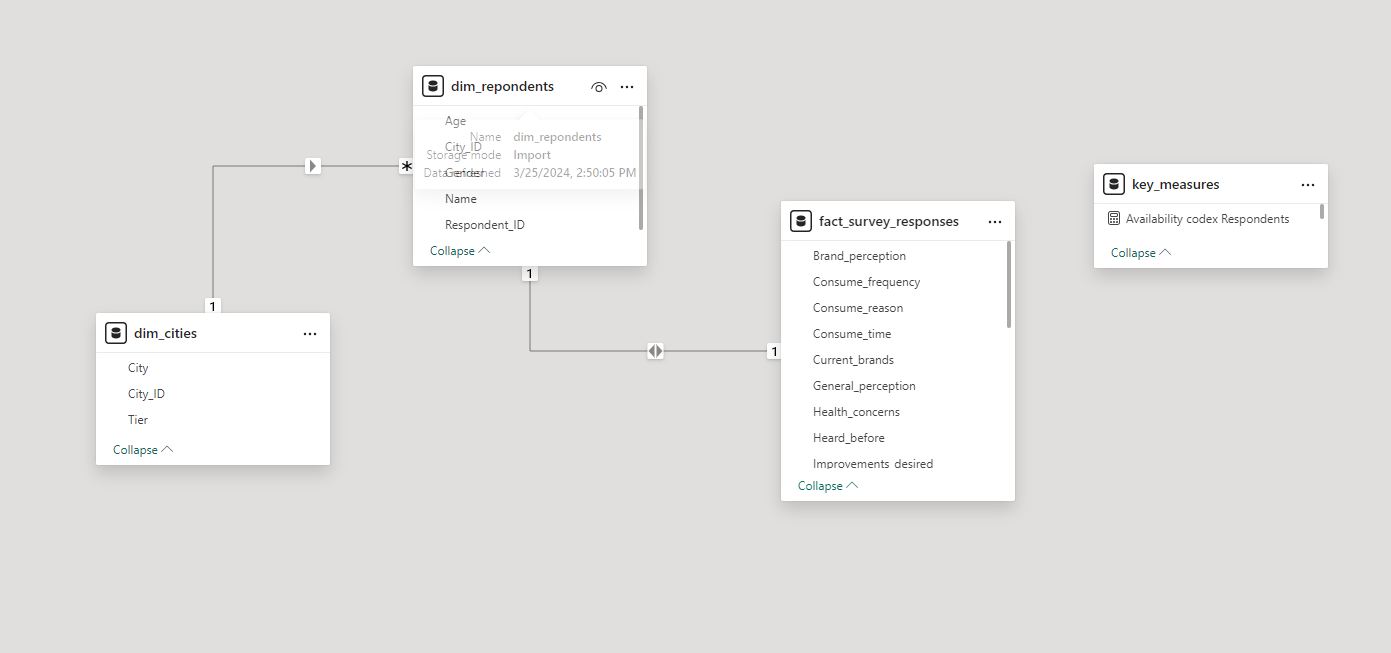 dim_repondents
Age
Name dim_repondents
City_ID
Storage mode Import
Gender
Data refreshed 3/25/2024, 2:50:05 PM
Name
Respondent_ID
Collapse
*
1
1
1
dim_cities
City
City_ID
Tier
Collapse
fact_survey_responses
Brand_perception
Consume_frequency
Consume_reason
Consume_time
Current_brands
General_perception
Health_concerns
Heard_before
Improvements_desired
Collapse
key_measures
Availability codex Respondents
Collapse